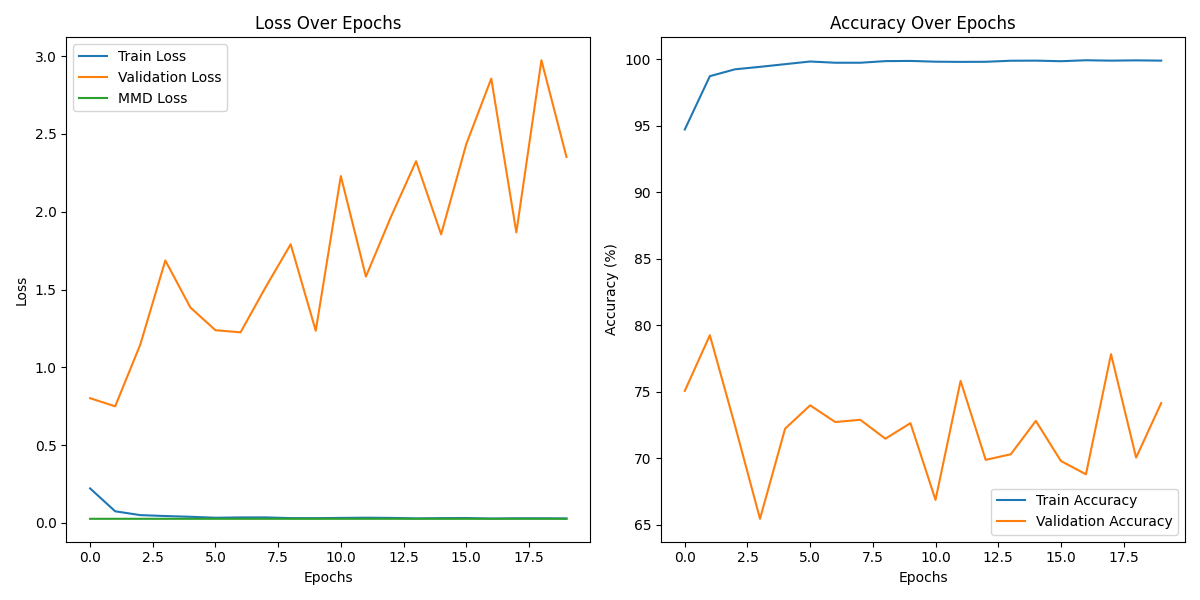 Loss Over Epochs
Train Loss
Validation Loss
MMD Loss
3.0
2.5
2.0
1.5
1.0
0.5
0.0
Loss
0.0 2.5 5.0 7.5 10.0 12.5 15.0 17.5
Epochs
Accuracy Over Epochs
100
95
90
85
80
75
70
65
Accuracy (%)
Train Accuracy
Validation Accuracy
0.0 2.5 5.0 7.5 10.0 12.5 15.0 17.5
Epochs